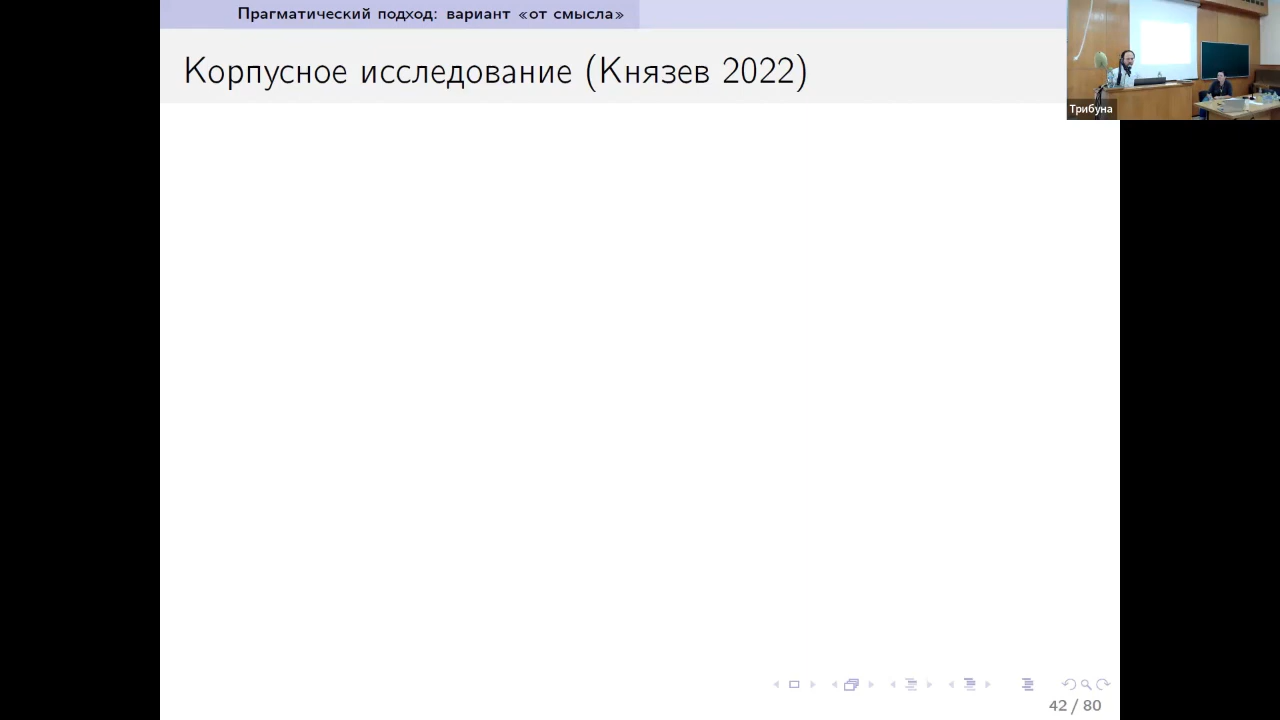 Прагматический подход: вариант «от смысла»
Корпусное исследование (Князев 2022)
Трибуна
42 / 80